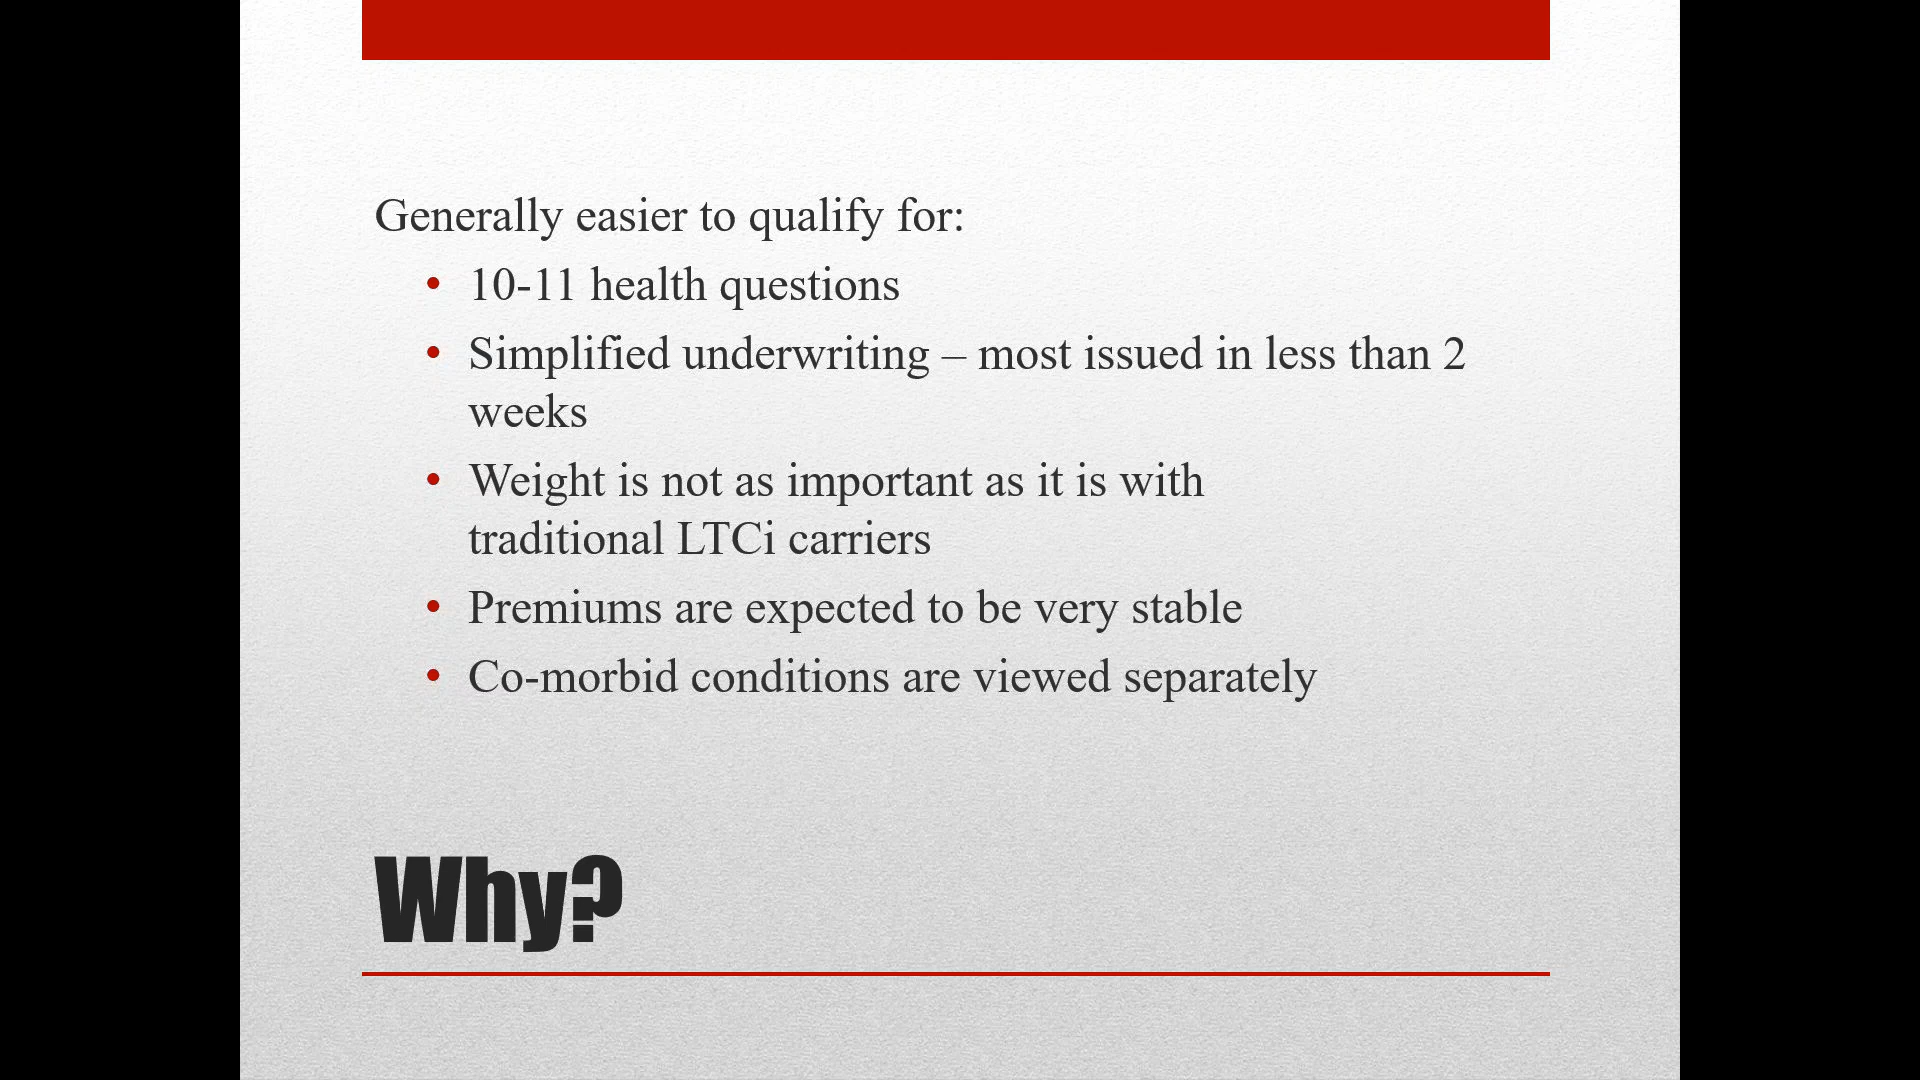 Generally easier to qualify for:
• 10-11 health questions
• Simplified underwriting – most issued in less than 2
weeks
• Weight is not as important as it is with
traditional LTCi carriers
• Premiums are expected to be very stable
• Co-morbid conditions are viewed separately
Why?